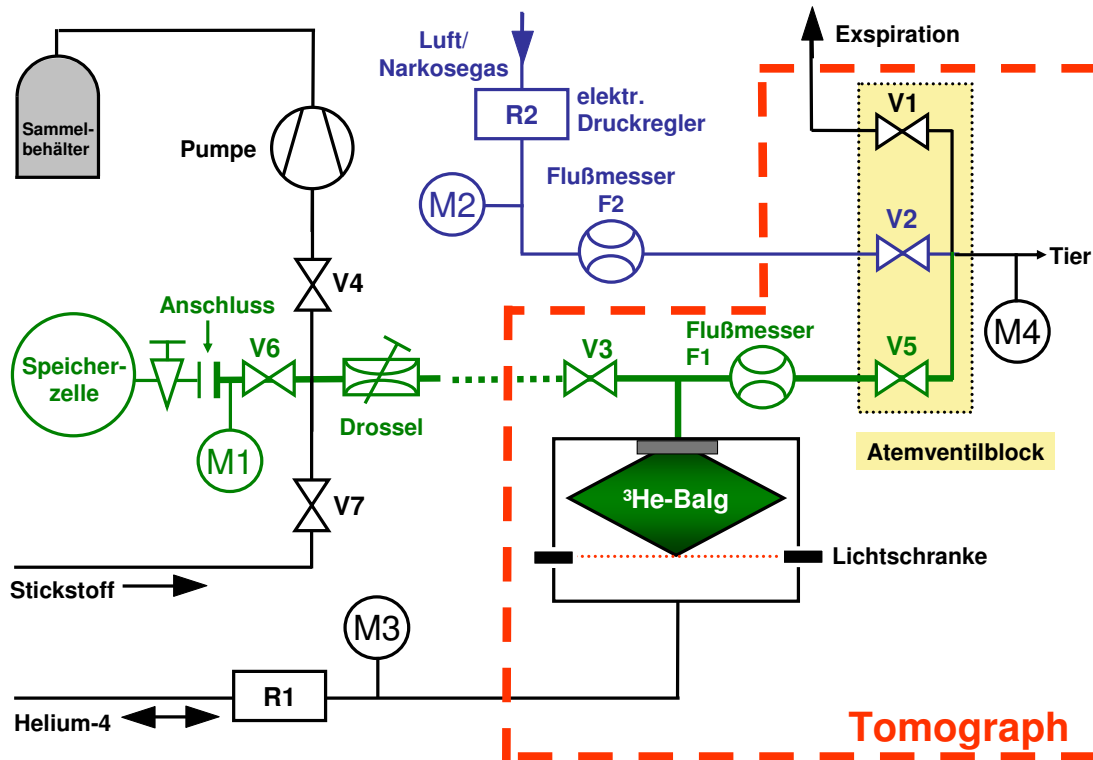 Exspiration
Luft/
Narkosegas
elektr.
Druckregler
R2
V1
Sammel-
behälter
Pumpe
M2
Flußmesser
F2
V2
Tier
V4
M4
Anschluss
Speicher-
zelle
V6
V3
Flußmesser
F1
V5
Drossel
M1
Atemventilblock
V7
³He-Balg
Lichtschranke
Stickstoff
M3
R1
Helium-4
Tomograph